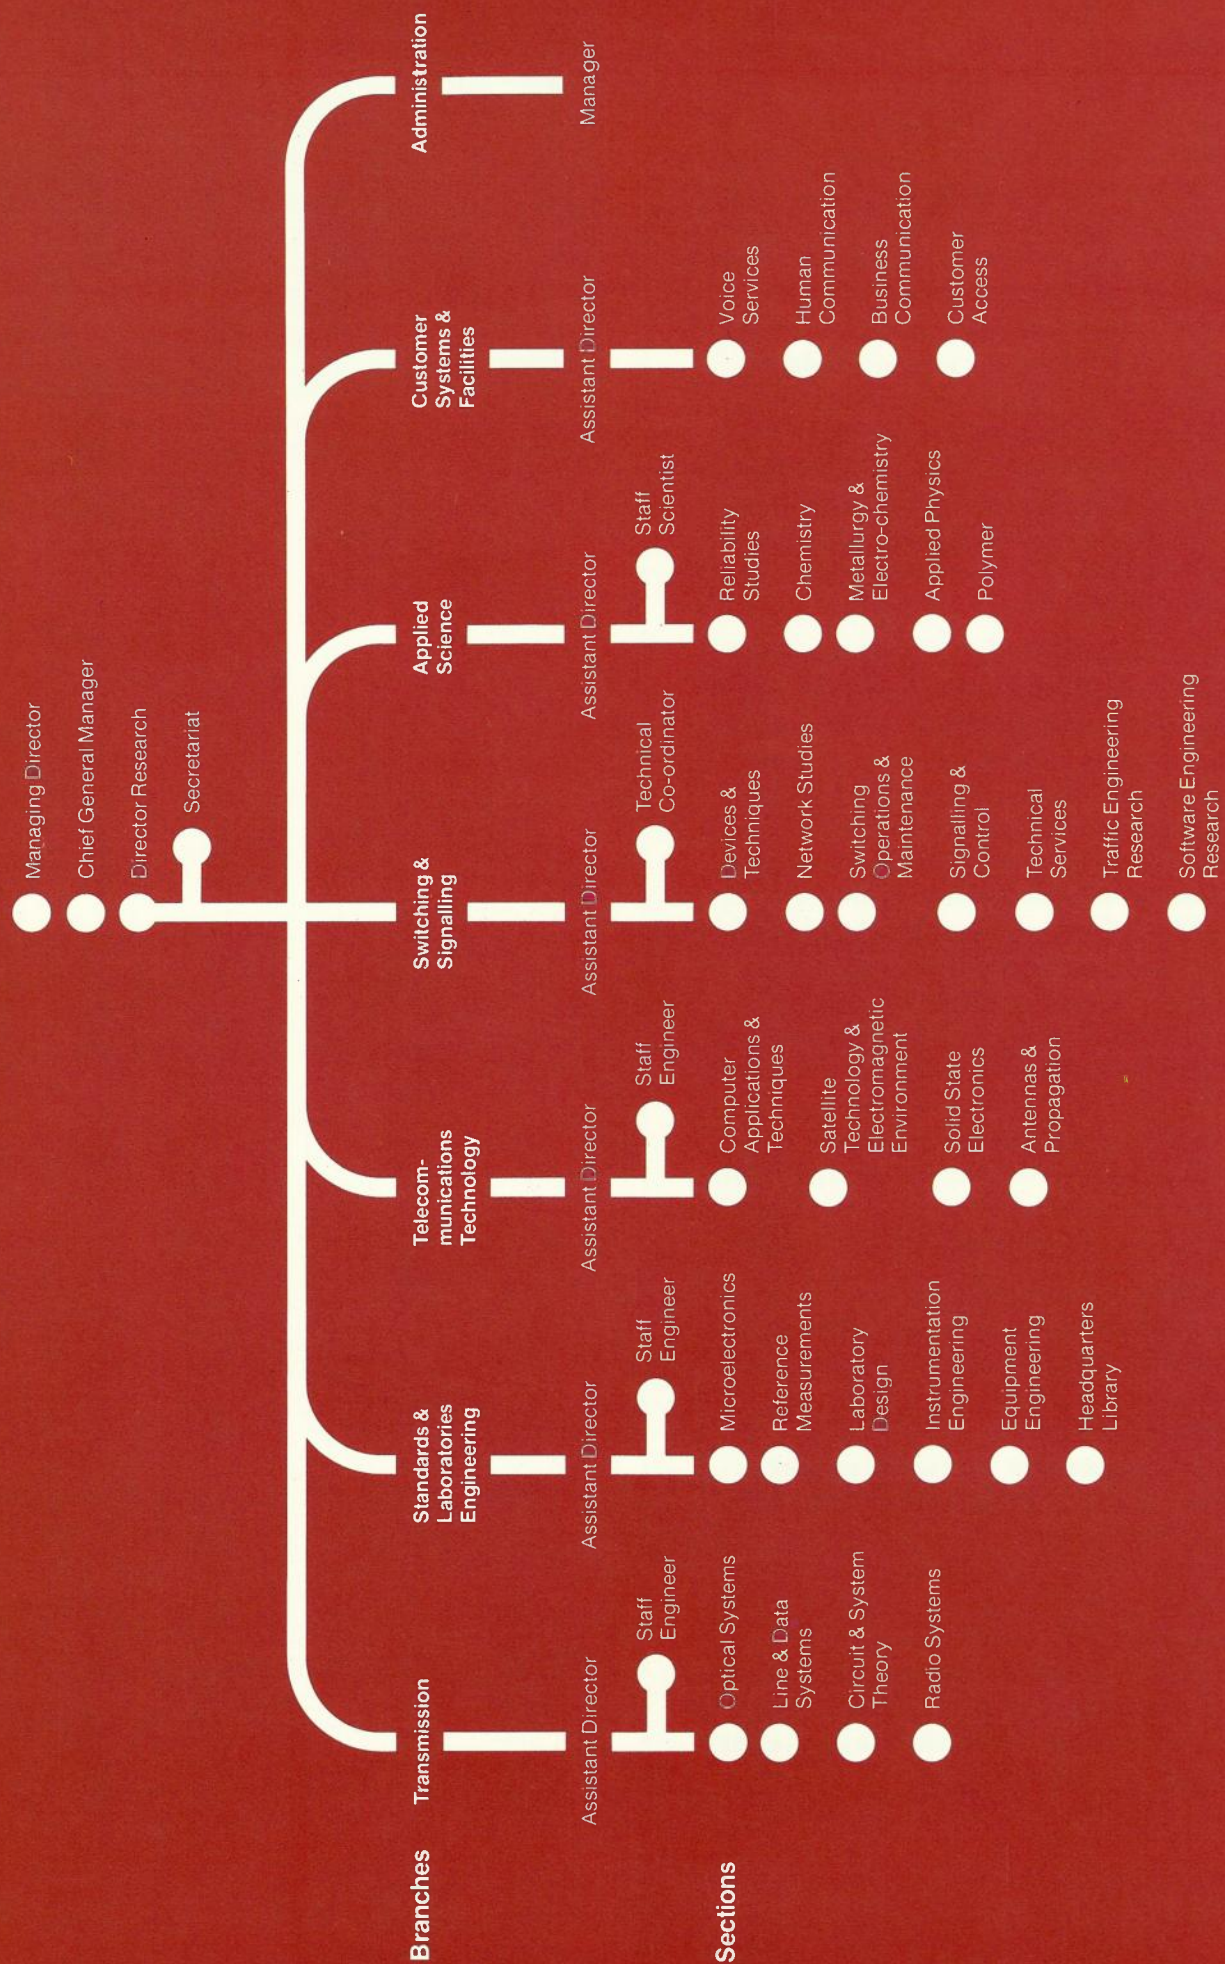 Managing Director
Chief General Manager
Director Research
Secretariat
Branches
Transmission
Standards &
Laboratories
Engineering
Telecom-
munications
Technology
Switching &
Signalling
Applied
Science
Customer
Systems &
Facilities
Administration
Assistant Director
Assistant Director
Assistant Director
Assistant Director
Assistant Director
Assistant Director
Manager
Staff
Engineer
Staff
Engineer
Staff
Engineer
Technical
Co-ordinator
Staff
Scientist
Sections
Optical Systems
Line & Data
Systems
Circuit & System
Theory
Radio Systems
Microelectronics
Reference
Measurements
Laboratory
Design
Instrumentation
Engineering
Equipment
Engineering
Headquarters
Library
Computer
Applications &
Techniques
Satellite
Technology &
Electromagnetic
Environment
Solid State
Electronics
Antennas &
Propagation
Devices &
Techniques
Network Studies
Switching
Operations &
Maintenance
Signalling &
Control
Technical
Services
Traffic Engineering
Research
Software Engineering
Research
Reliability
Studies
Chemistry
Metallurgy &
Electro-chemistry
Applied Physics
Polymer
Voice
Services
Human
Communication
Business
Communication
Customer
Access